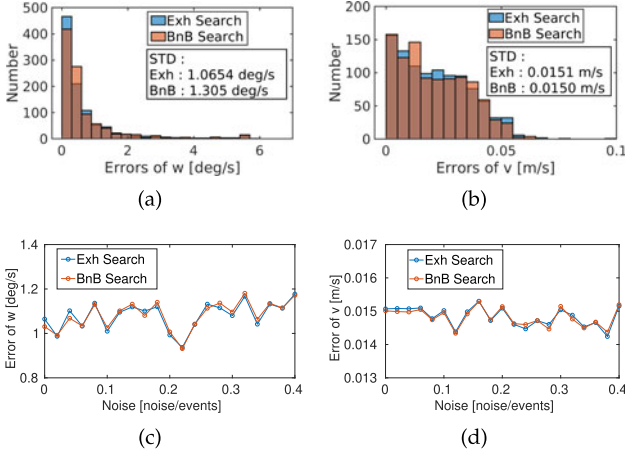 500
400
300
200
100
0
Number
Exh Search
BnB Search
STD :
Exh : 1.0654 deg/s
BnB : 1.305 deg/s
0 2 4 6
Errors of w [deg/s]
(a)
200
150
100
50
0
Number
Exh Search
BnB Search
STD :
Exh : 0.0151 m/s
BnB : 0.0150 m/s
0 0.05 0.1
Errors of v [m/s]
(b)
1.4
1.2
1
0.8
Error of w [deg/s]
Exh Search
BnB Search
0 0.1 0.2 0.3 0.4
Noise [noise/events]
(c)
0.017
0.015
0.013
Error of v [m/s]
Exh Search
BnB Search
0 0.1 0.2 0.3 0.4
Noise [noise/events]
(d)